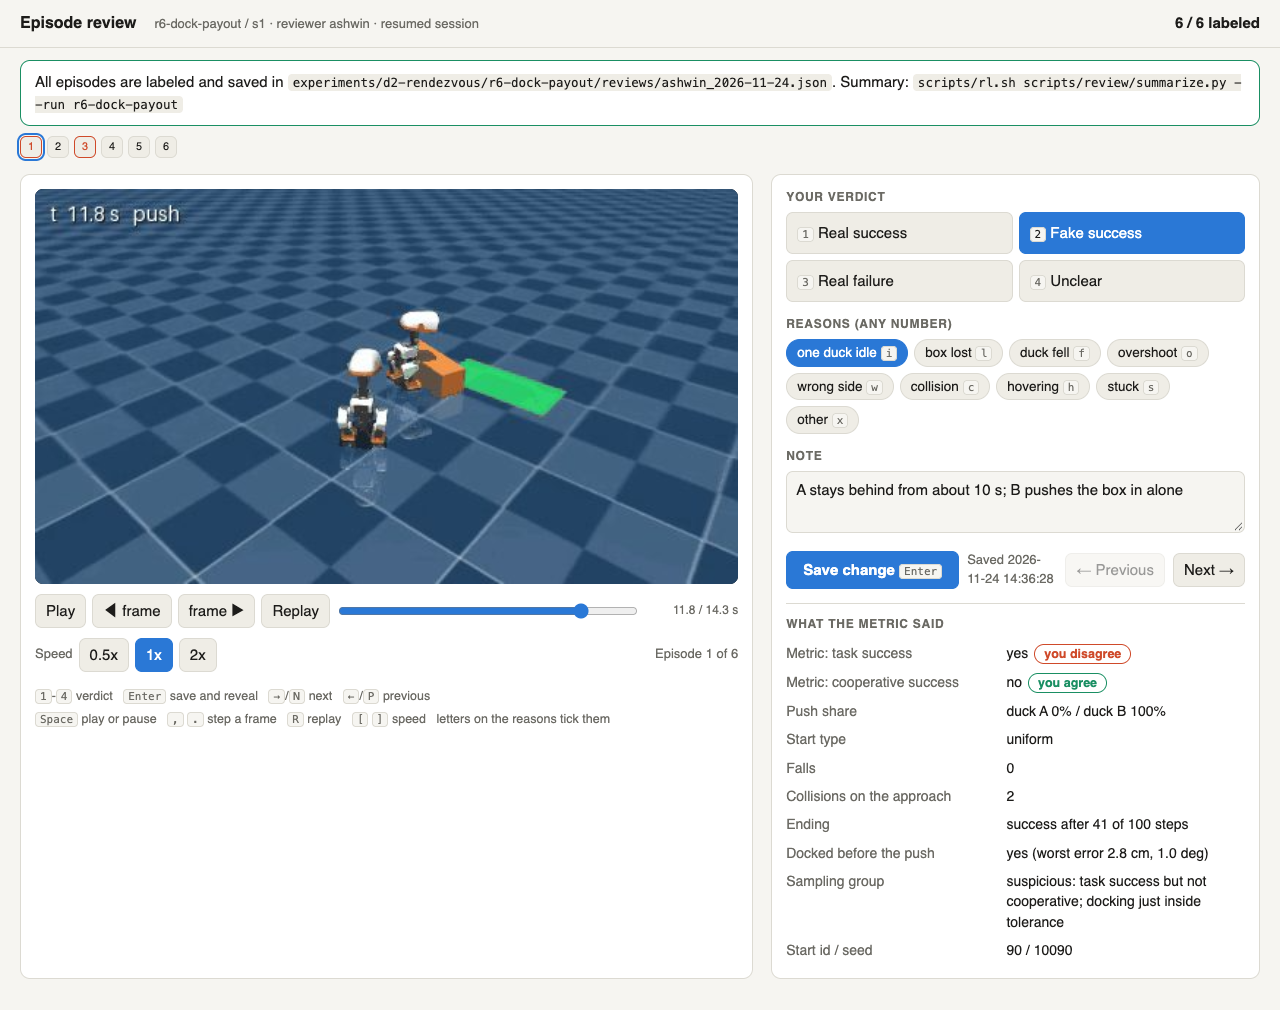 Episode review r6-dock-payout / s1 · reviewer ashwin · resumed session 6 / 6 labeled
All episodes are labeled and saved in experiments/d2-rendezvous/r6-dock-payout/reviews/ashwin_2026-11-24.json . Summary: scripts/rl.sh scripts/review/summarize.py -
-run r6-dock-payout
1 2 3 4 5 6
t 11.8 s push
Play ◀ frame frame ▶ Replay 11.8 / 14.3 s
Speed 0.5x 1x 2x Episode 1 of 6
1-4 verdict Enter save and reveal →/N next ←/P previous
Space play or pause , . step a frame R replay [ ] speed letters on the reasons tick them
YOUR VERDICT
1 Real success 2 Fake success
3 Real failure 4 Unclear
REASONS (ANY NUMBER)
one duck idle i box lost l duck fell f overshoot o
wrong side w collision c hovering h stuck s
other x
NOTE
A stays behind from about 10 s; B pushes the box in alone
Save change Enter Saved 2026-
11-24 14:36:28 ← Previous Next →
WHAT THE METRIC SAID
Metric: task success yes you disagree
Metric: cooperative success no you agree
Push share duck A 0% / duck B 100%
Start type uniform
Falls 0
Collisions on the approach 2
Ending success after 41 of 100 steps
Docked before the push yes (worst error 2.8 cm, 1.0 deg)
Sampling group suspicious: task success but not
cooperative; docking just inside
tolerance
Start id / seed 90 / 10090